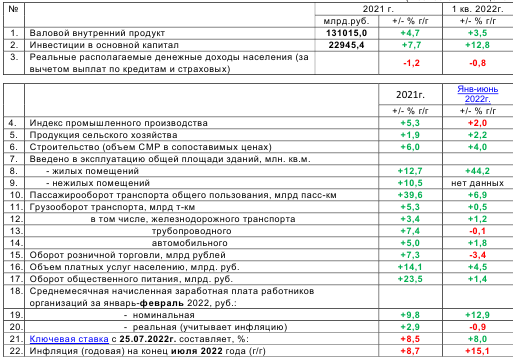 № 2021 г. 1 кв. 2022г.
млрд.руб. +/- % г/г +/- % г/г
1. Валовой внутренний продукт 131015,0 +4,7 +3,5
2. Инвестиции в основной капитал 22945,4 +7,7 +12,8
3. Реальные располагаемые денежные доходы населения (за
вычетом выплат по кредитам и страховых) -1,2 -0,8
2021г. Янв-июнь
2022г.
+/- % г/г +/- % г/г
4. Индекс промышленного производства +5,3 +2,0
5. Продукция сельского хозяйства +1,9 +2,2
6. Строительство (объем СМР в сопоставимых ценах) +6,0 +4,0
7. Введено в эксплуатацию общей площади зданий, млн. кв.м.
8. - жилых помещений +12,7 +44,2
9. - нежилых помещений +10,5 нет данных
10. Пассажирооборот транспорта общего пользования, млрд пасс-км +39,6 +6,9
11. Грузооборот транспорта, млрд т-км +5,3 +0,5
12. в том числе, железнодорожного транспорта +3,4 +1,2
13. трубопроводного +7,4 -0,1
14. автомобильного +5,0 +1,8
15. Оборот розничной торговли, млрд рублей +7,3 -3,4
16. Объем платных услуг населению, млрд. руб. +14,1 +4,5
17. Оборот общественного питания, млрд. руб. +23,5 +1,4
18. Среднемесячная начисленная заработная плата работников
организаций за январь-февраль 2022, руб.:
19. - номинальная +9,8 +12,9
20. - реальная (учитывает инфляцию) +2,9 -0,9
21. Ключевая ставка с 25.07.2022г. составляет, %: +8,5 +8,0
22. Инфляция (годовая) на конец июля 2022 года (г/г) +8,7 +15,1